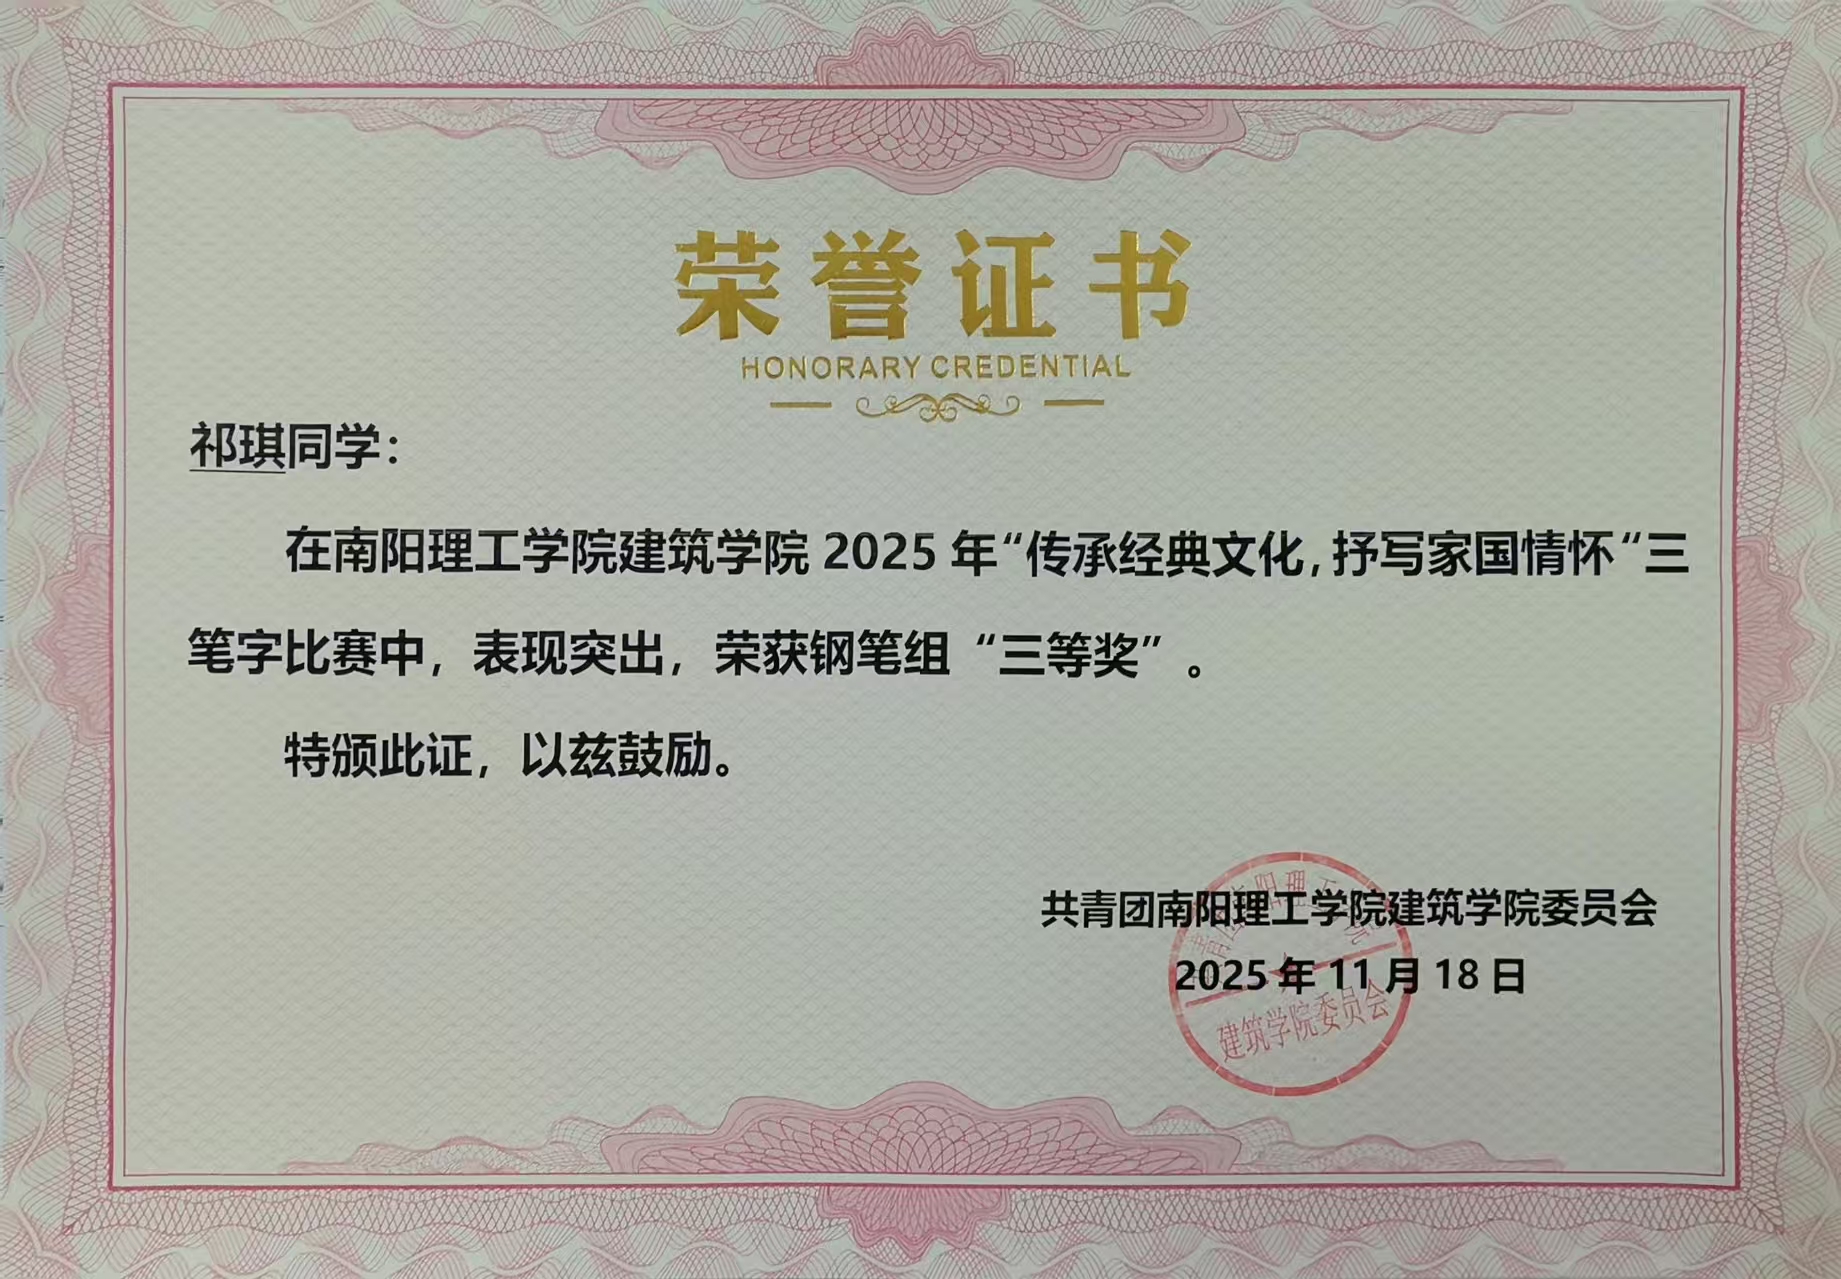 荣誉证书
HONORARY CREDENTIAL
祁琪同学：
在南阳理工学院建筑学院 2025 年“传承经典文化，抒写家国情怀“三
笔字比赛中，表现突出，荣获钢笔组“三等奖”。
特颁此证，以兹鼓励。
共青团南阳理工学院建筑学院委员会
2025 年 11 月 18 日
建筑学院委员会